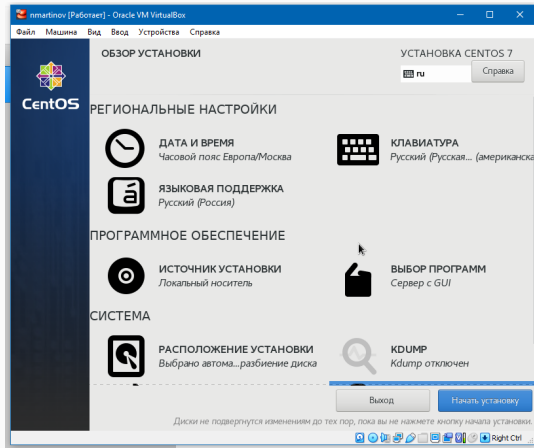 nmartinov [Работает] - Oracle VM VirtualBox
Файл Машина Вид Ввод Устройства Справка
ОБЗОР УСТАНОВКИ
УСТАНОВКА CENTOS 7
ru
Справка
CentOS
РЕГИОНАЛЬНЫЕ НАСТРОЙКИ
ДАТА И ВРЕМЯ
Часовой пояс Европа/Москва
КЛАВИАТУРА
Русский (Русская... (американска
á
ЯЗЫКОВАЯ ПОДДЕРЖКА
Русский (Россия)
ПРОГРАММНОЕ ОБЕСПЕЧЕНИЕ
ИСТОЧНИК УСТАНОВКИ
Локальный носитель
ВЫБОР ПРОГРАММ
Сервер с GUI
СИСТЕМА
РАСПОЛОЖЕНИЕ УСТАНОВКИ
Выбрано автома...разбиение диска
KDUMP
Kdump отключен
Выход
Начать установку
Диски не подвергнутся изменениям до тех пор, пока вы не нажмете кнопку начала установки.
Right Ctrl